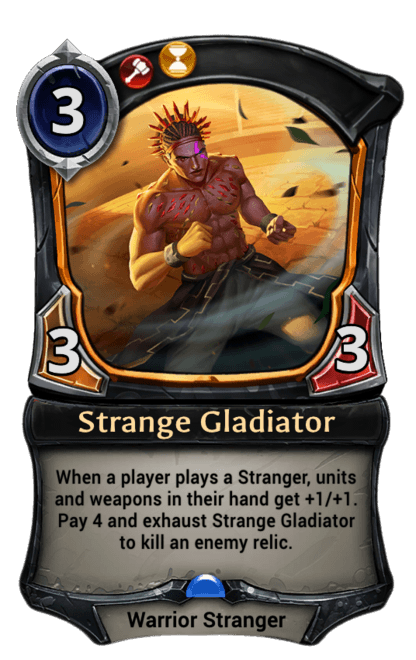 3
3
3
Strange Gladiator
When a player plays a Stranger, units
and weapons in their hand get +1/+1.
Pay 4 and exhaust Strange Gladiator
to kill an enemy relic.
Warrior Stranger